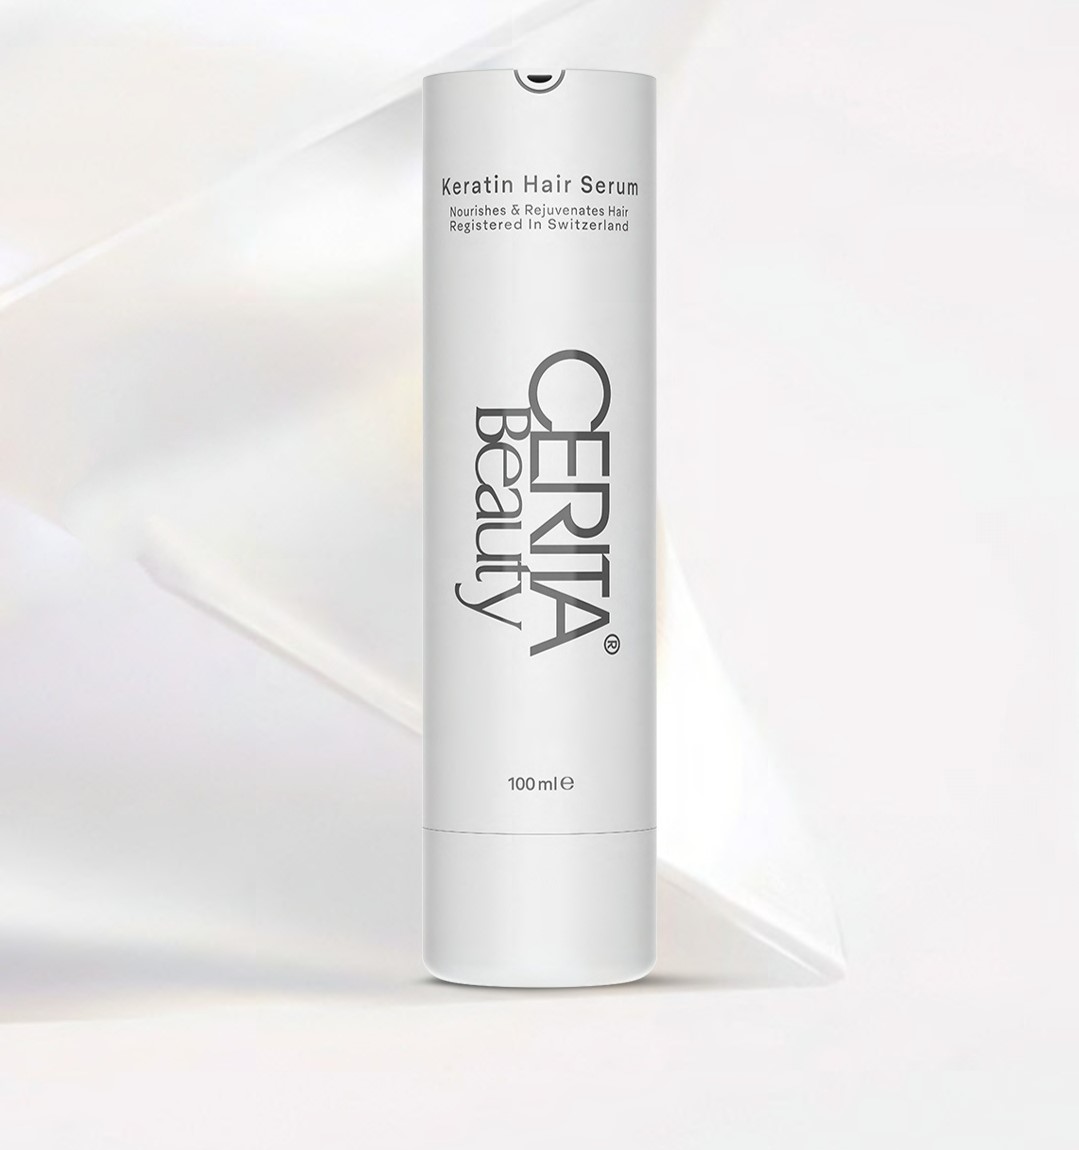 Keratin Hair Serum
Nourishes & Rejuvenates Hair
Registered In Switzerland
CERITA®
Beauty
100 ml ℮